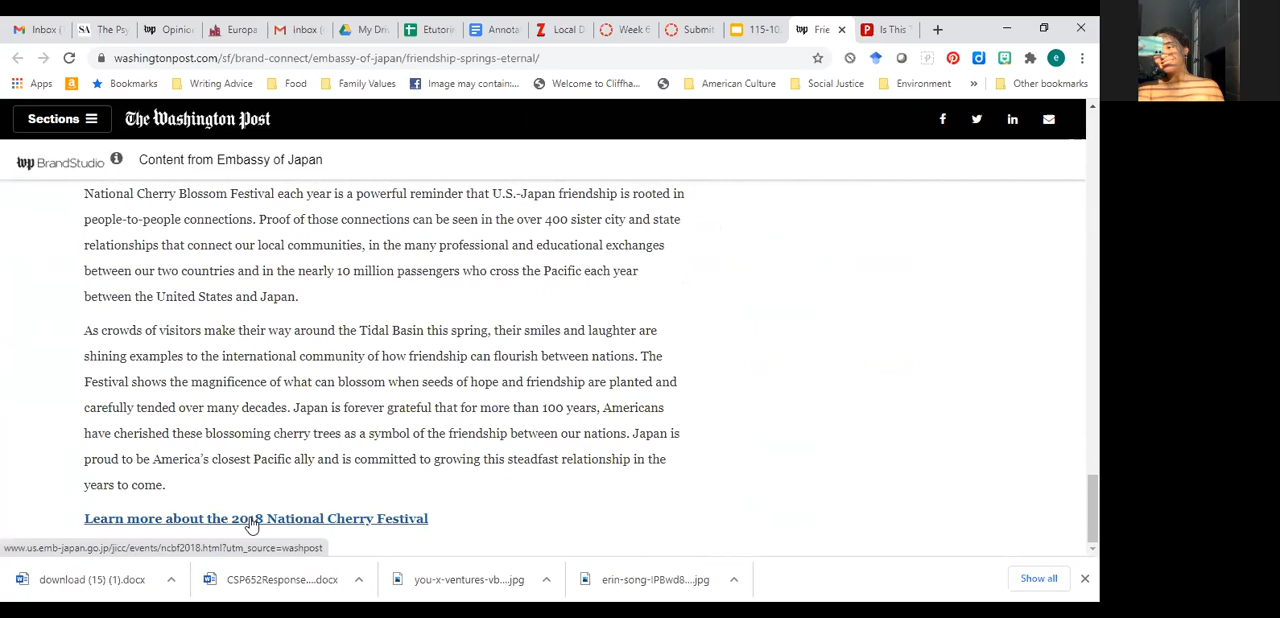 Inbox (
The Psy
Opinio
Europa
Inbox (
My Dri
Etutori
Annota
Local D
Week 6
Submit
115-10.
Frie
Is This
washingtonpost.com/sf/brand-connect/embassy-of-japan/friendship-springs-eternal/
Apps
Bookmarks
Writing Advice
Food
Family Values
Image may contain:...
Welcome to Cliffha...
American Culture
Social Justice
Environment
»
Other bookmarks
Sections
The Washington Post
wp BrandStudio
Content from Embassy of Japan
National Cherry Blossom Festival each year is a powerful reminder that U.S.-Japan friendship is rooted in
people-to-people connections. Proof of those connections can be seen in the over 400 sister city and state
relationships that connect our local communities, in the many professional and educational exchanges
between our two countries and in the nearly 10 million passengers who cross the Pacific each year
between the United States and Japan.
As crowds of visitors make their way around the Tidal Basin this spring, their smiles and laughter are
shining examples to the international community of how friendship can flourish between nations. The
Festival shows the magnificence of what can blossom when seeds of hope and friendship are planted and
carefully tended over many decades. Japan is forever grateful that for more than 100 years, Americans
have cherished these blossoming cherry trees as a symbol of the friendship between our nations. Japan is
proud to be America's closest Pacific ally and is committed to growing this steadfast relationship in the
years to come.
Learn more about the 2018 National Cherry Festival
www.us.emb-japan.go.jp/jicc/events/ncbf2018.html?utm_source=washpost
download (15) (1).docx
CSP652Response....docx
you-x-ventures-vb....jpg
erin-song-IPBwd8....jpg
Show all